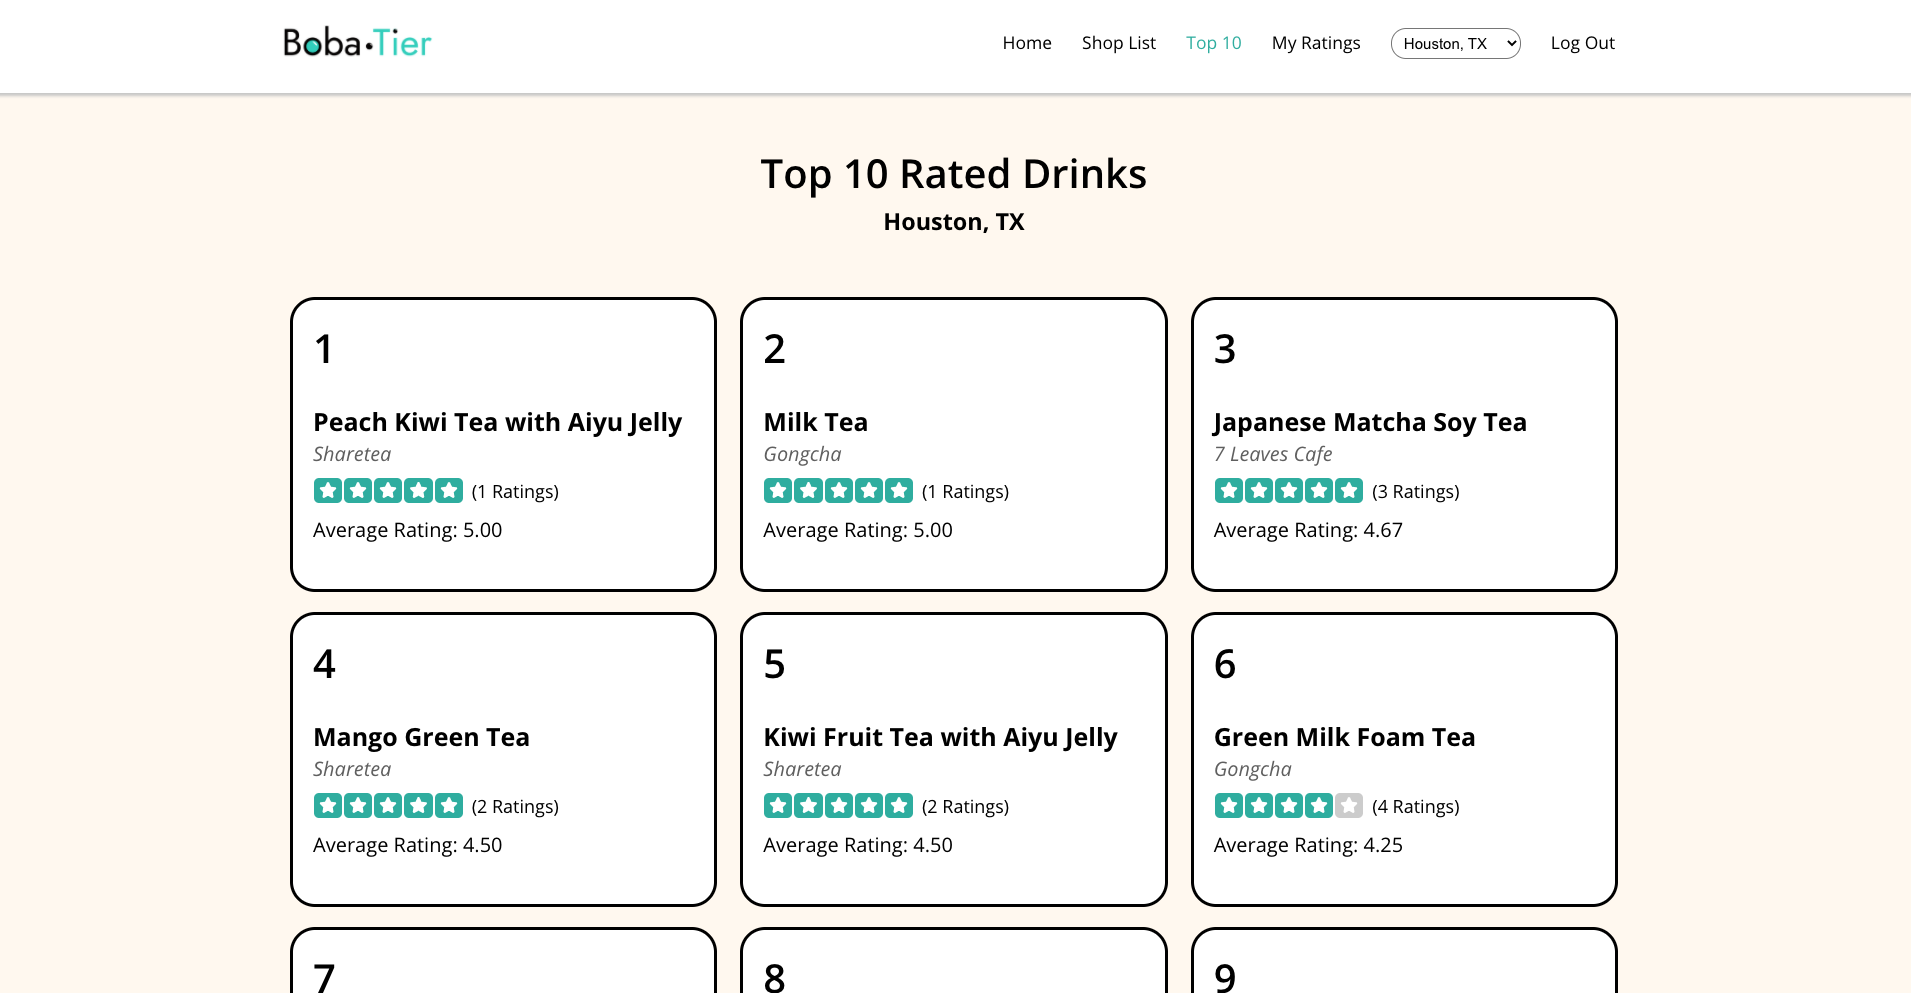 Boba·Tier
Home Shop List Top 10 My Ratings Houston, TX Log Out
Top 10 Rated Drinks
Houston, TX
1
Peach Kiwi Tea with Aiyu Jelly
Sharetea
(1 Ratings)
Average Rating: 5.00
2
Milk Tea
Gongcha
(1 Ratings)
Average Rating: 5.00
3
Japanese Matcha Soy Tea
7 Leaves Cafe
(3 Ratings)
Average Rating: 4.67
4
Mango Green Tea
Sharetea
(2 Ratings)
Average Rating: 4.50
5
Kiwi Fruit Tea with Aiyu Jelly
Sharetea
(2 Ratings)
Average Rating: 4.50
6
Green Milk Foam Tea
Gongcha
(4 Ratings)
Average Rating: 4.25
7
8
9